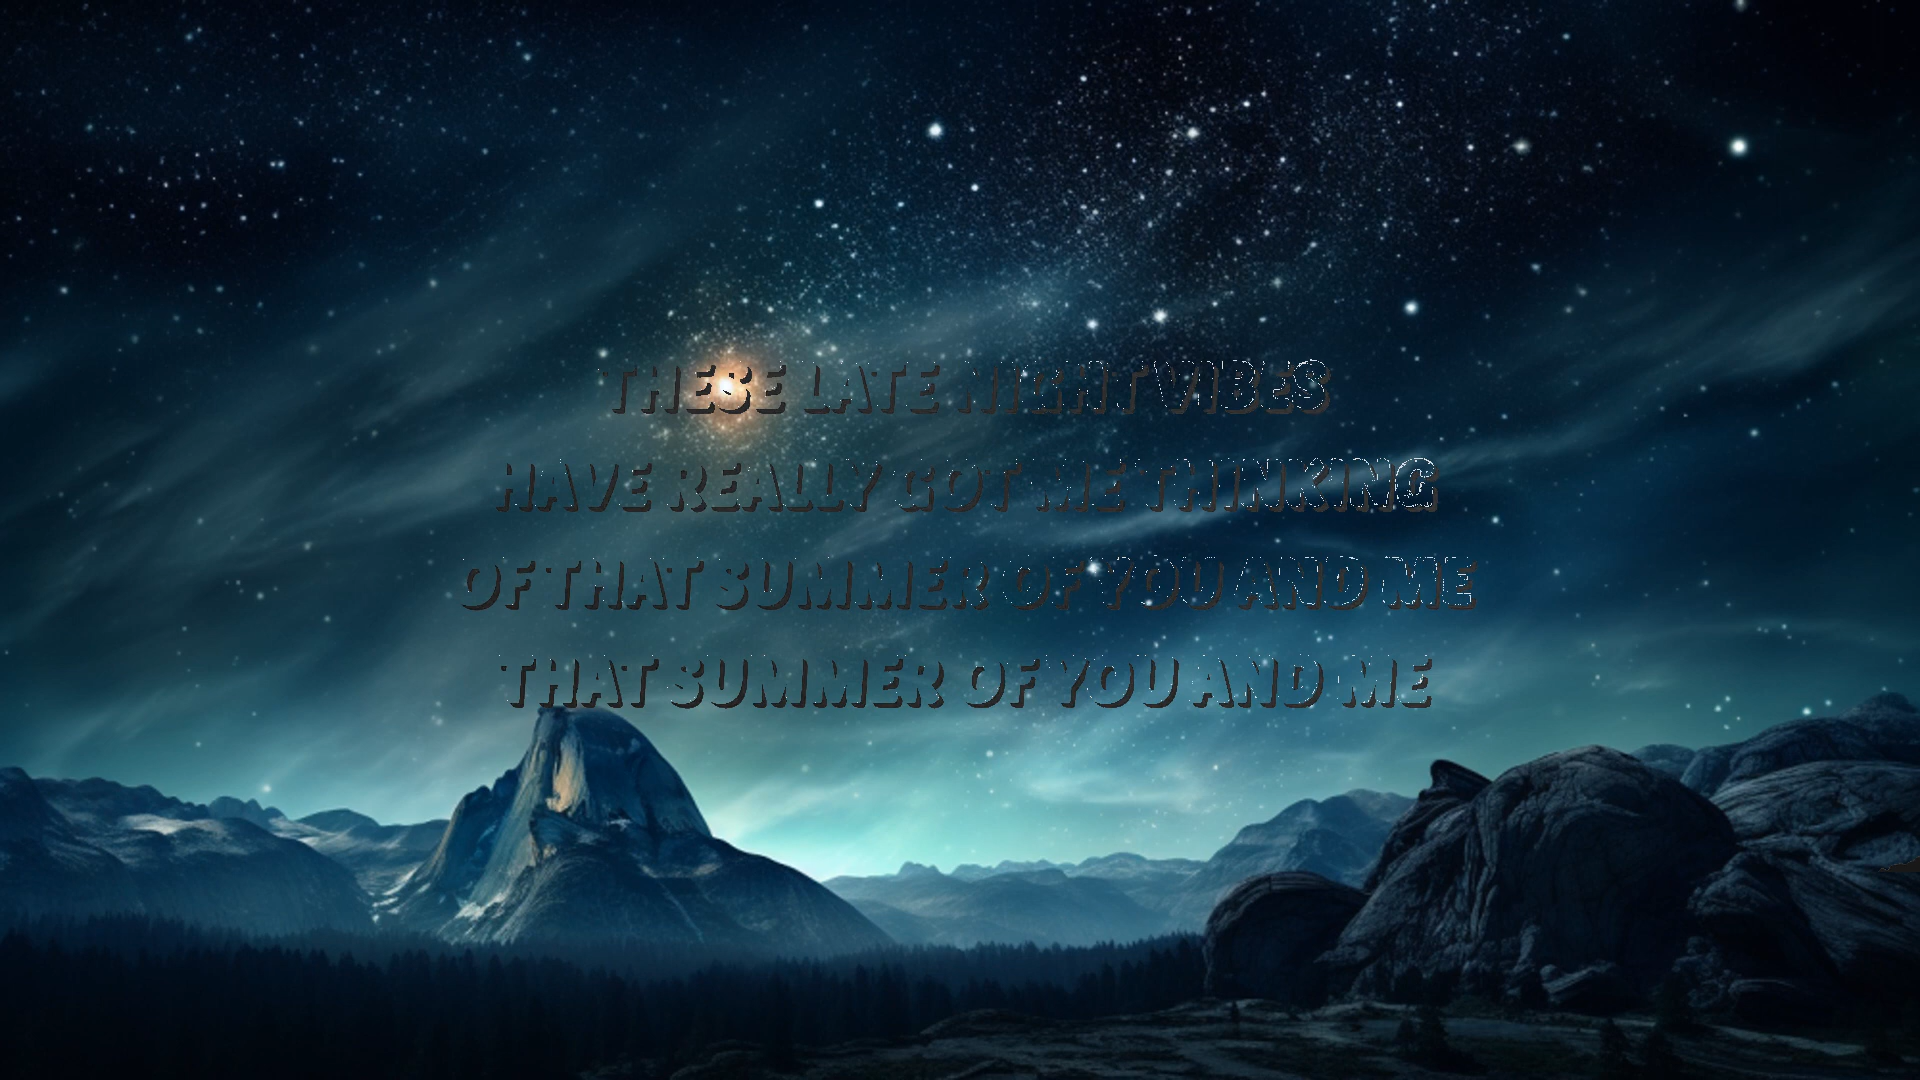 THESE LATE NIGHT VIBES
HAVE REALLY GOT ME THINKING
OF THAT SUMMER OF YOU AND ME
THAT SUMMER OF YOU AND ME